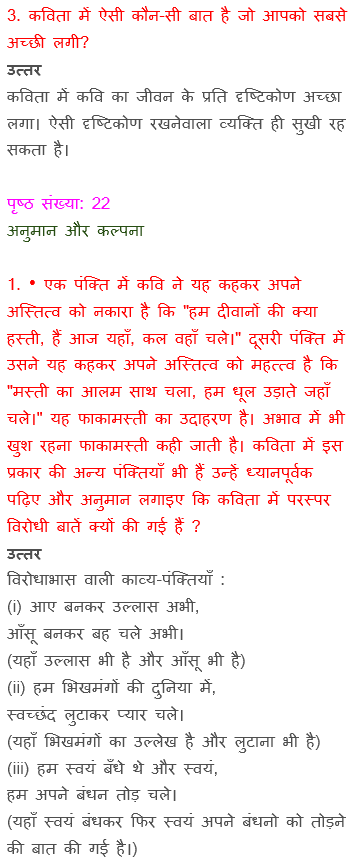 3. कविता में ऐसी कौन-सी बात है जो आपको सबसे
अच्छी लगी?
उत्तर
कविता में कवि का जीवन के प्रति दृष्टिकोण अच्छा
लगा। ऐसी दृष्टिकोण रखनेवाला व्यक्ति ही सुखी रह
सकता है।
पृष्ठ संख्या: 22
अनुमान और कल्पना
1. • एक पंक्ति में कवि ने यह कहकर अपने
अस्तित्व को नकारा है कि "हम दीवानों की क्या
हस्ती, हैं आज यहाँ, कल वहाँ चले।" दूसरी पंक्ति में
उसने यह कहकर अपने अस्तित्व को महत्त्व है कि
"मस्ती का आलम साथ चला, हम धूल उड़ाते जहाँ
चले।" यह फाकामस्ती का उदाहरण है। अभाव में भी
खुश रहना फाकामस्ती कही जाती है। कविता में इस
प्रकार की अन्य पंक्तियाँ भी हैं उन्हें ध्यानपूर्वक
पढ़िए और अनुमान लगाइए कि कविता में परस्पर
विरोधी बातें क्यों की गई हैं ?
उत्तर
विरोधाभास वाली काव्य-पंक्तियाँ :
(i) आए बनकर उल्लास अभी,
आँसू बनकर बह चले अभी।
(यहाँ उल्लास भी है और आँसू भी है)
(ii) हम भिखमंगों की दुनिया में,
स्वच्छंद लुटाकर प्यार चले।
(यहाँ भिखमंगों का उल्लेख है और लुटाना भी है)
(iii) हम स्वयं बँधे थे और स्वयं,
हम अपने बंधन तोड़ चले।
(यहाँ स्वयं बंधकर फिर स्वयं अपने बंधनो को तोड़ने
की बात की गई है।)